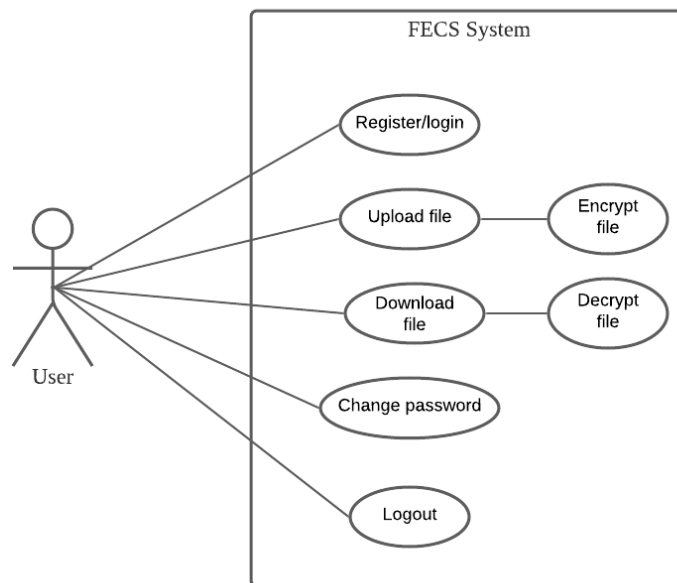 FECS System
Register/login
Upload file
Encrypt
file
Download
file
Decrypt
file
User
Change password
Logout